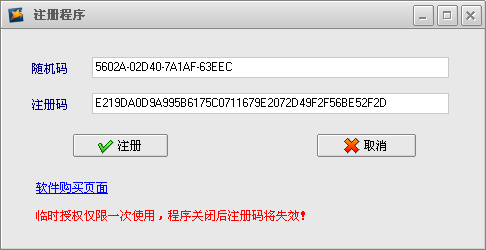 注册程序
随机码 5602A-02D40-7A1AF-63EEC
注册码 E219DA0D9A995B6175C0711679E2072D49F2F56BE52F2D
注册 取消
软件购买页面
临时授权仅限一次使用，程序关闭后注册码将失效！